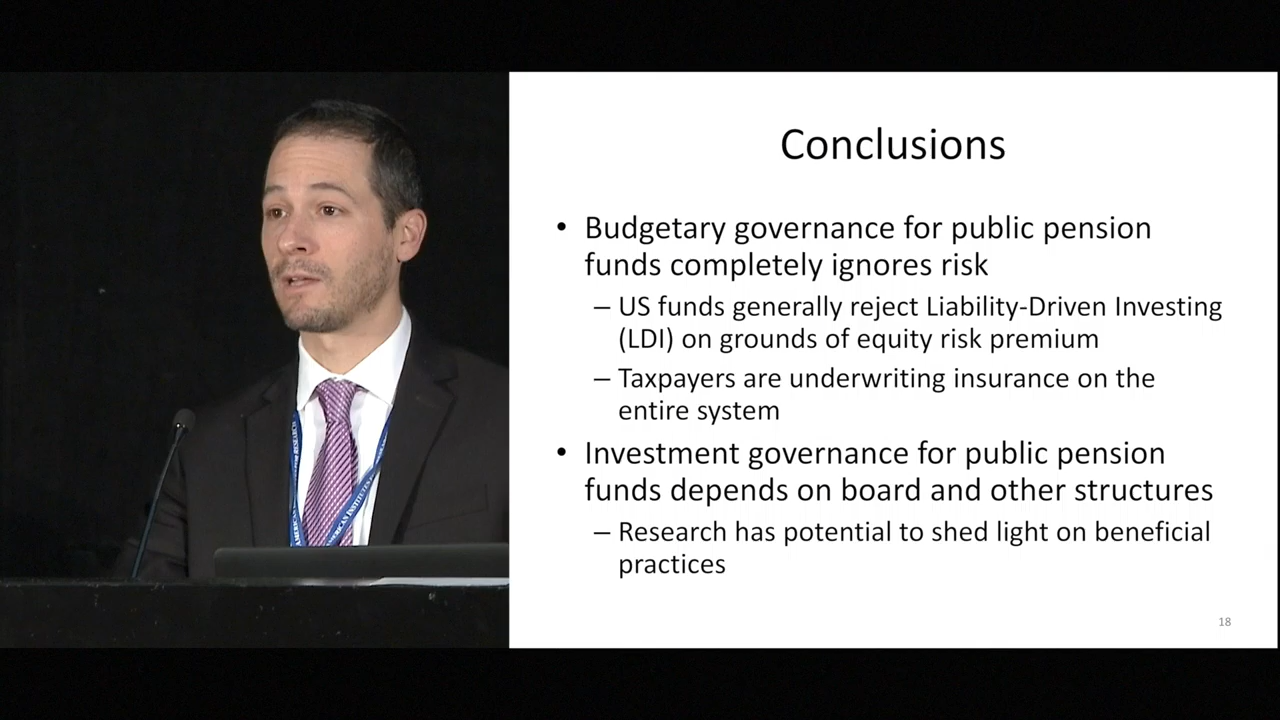 Conclusions
• Budgetary governance for public pension
funds completely ignores risk
– US funds generally reject Liability-Driven Investing
(LDI) on grounds of equity risk premium
– Taxpayers are underwriting insurance on the
entire system
• Investment governance for public pension
funds depends on board and other structures
– Research has potential to shed light on beneficial
practices
18